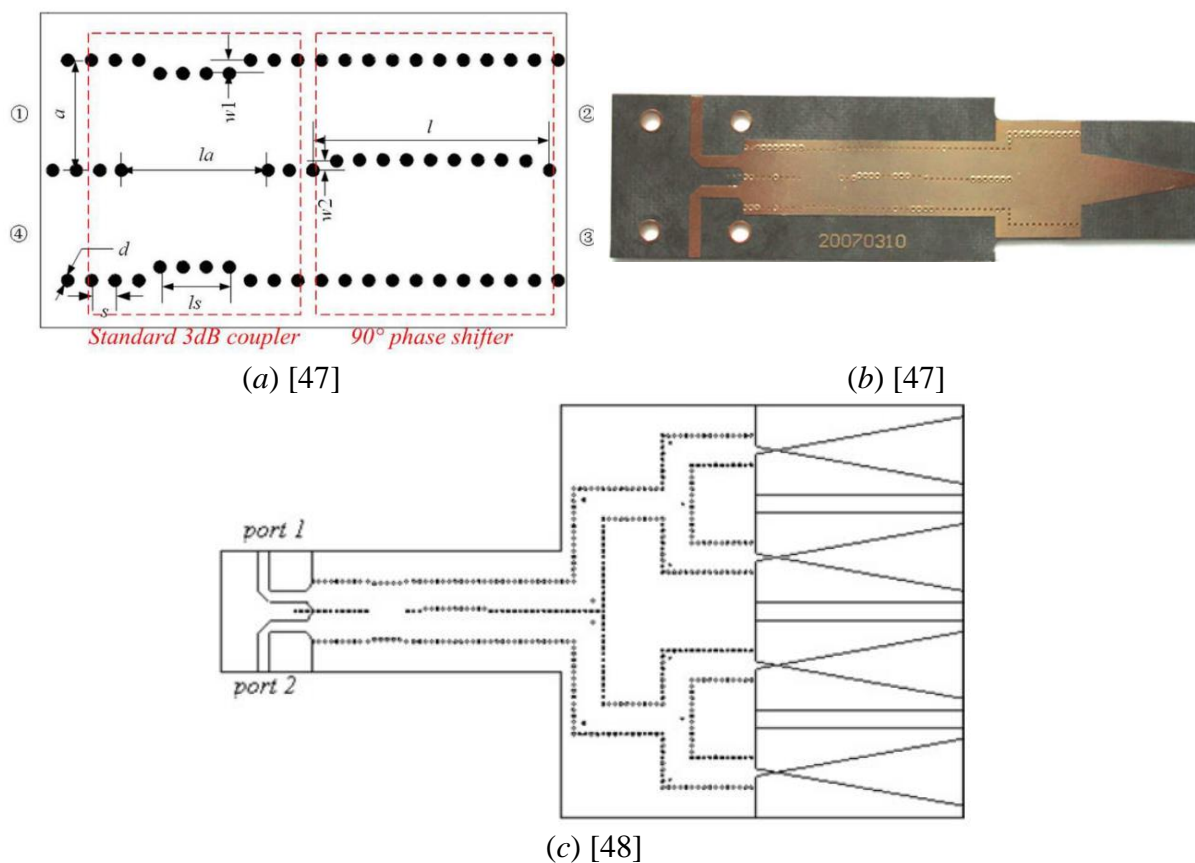 ① a w1 l ②
la
w2
④ d ③
s ls
Standard 3dB coupler 90° phase shifter
20070310
(a) [47] (b) [47]
port 1
port 2
(c) [48]